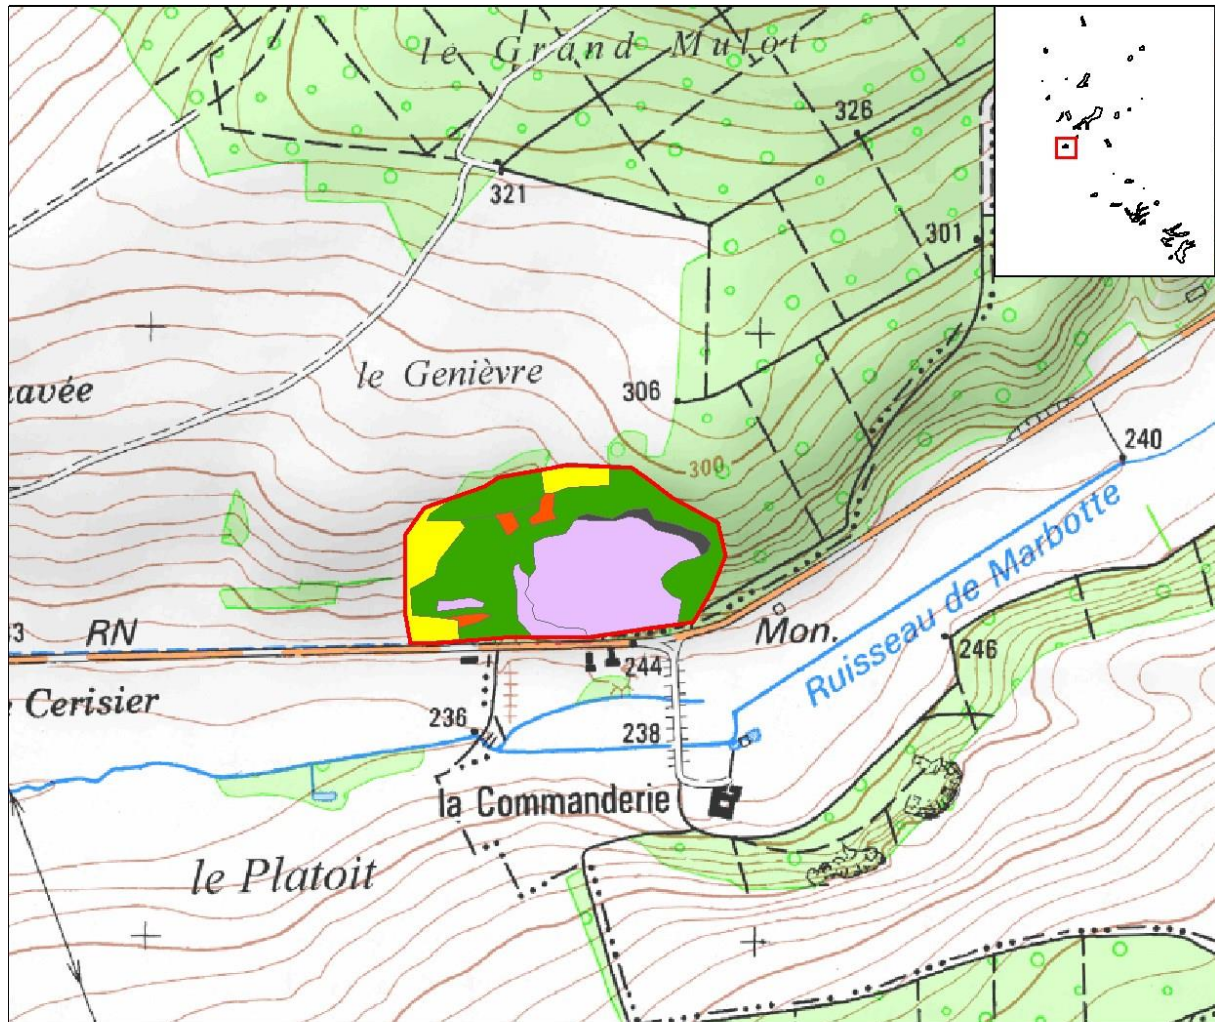 le Grand Mulot
326
321
301
le Genièvre
avée
306
300
240
Ruisseau de Marbotte
3
RN
Mon.
244
246
Cerisier
236
238
la Commanderie
le Platoit